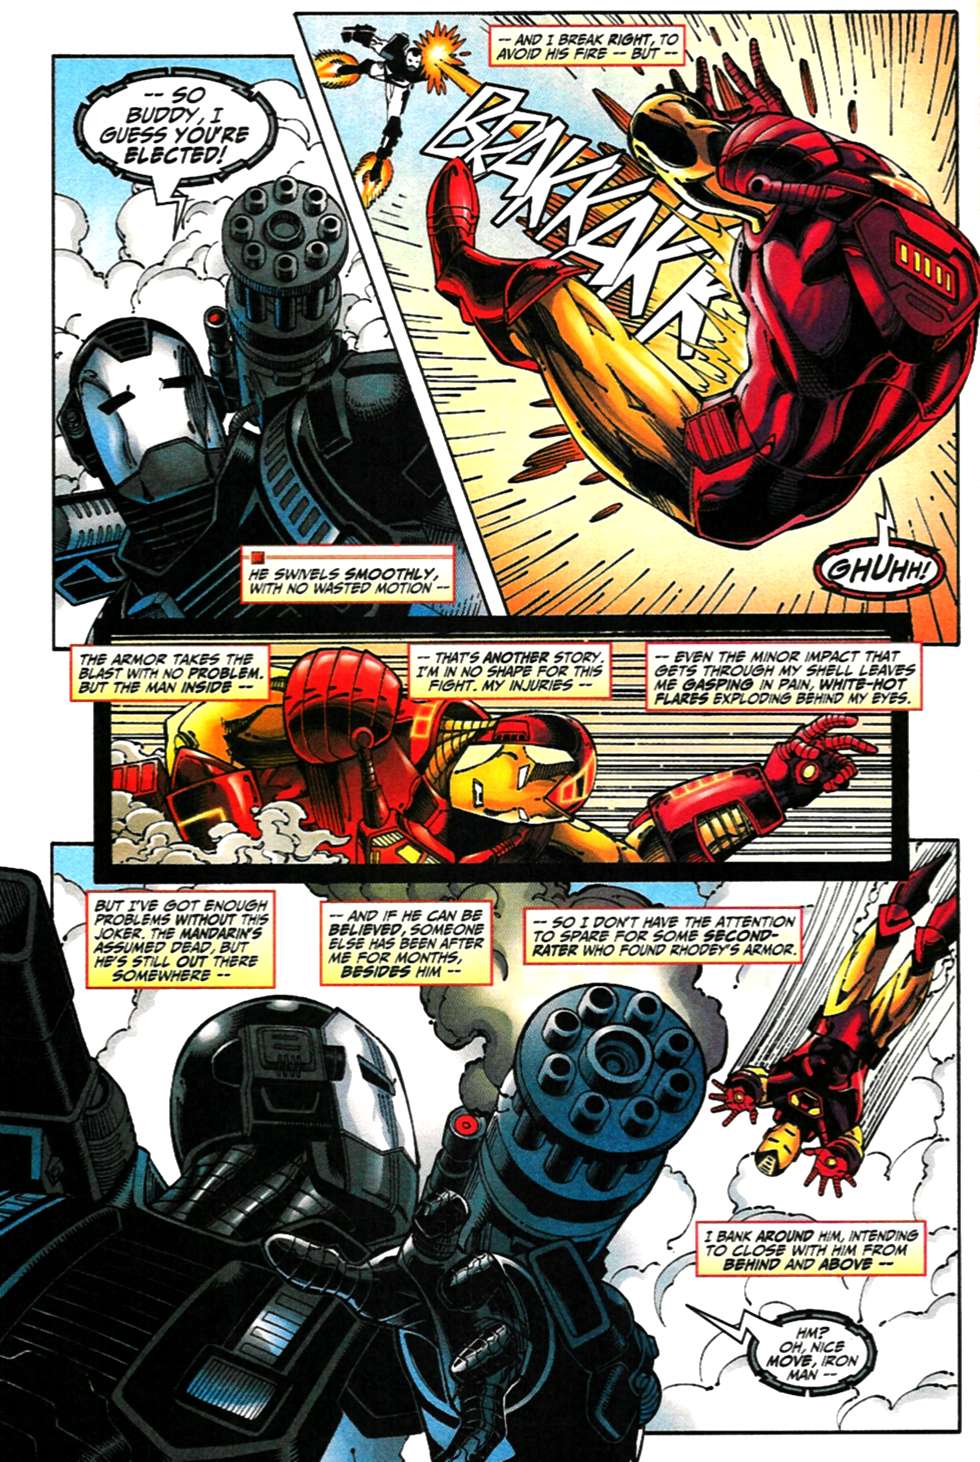 -- SO
BUDDY, I
GUESS YOU'RE
ELECTED!
HE SWIVELS SMOOTHLY,
WITH NO WASTED MOTION --
-- AND I BREAK RIGHT, TO
AVOID HIS FIRE -- BUT --
BRAKKAKK
GHUHH!
THE ARMOR TAKES THE
BLAST WITH NO PROBLEM.
BUT THE MAN INSIDE --
-- THAT'S ANOTHER STORY.
I'M IN NO SHAPE FOR THIS
FIGHT. MY INJURIES --
-- EVEN THE MINOR IMPACT THAT
GETS THROUGH MY SHELL LEAVES
ME GASPING IN PAIN, WHITE-HOT
FLARES EXPLODING BEHIND MY EYES.
BUT I'VE GOT ENOUGH
PROBLEMS WITHOUT THIS
JOKER. THE MANDARIN'S
ASSUMED DEAD, BUT
HE'S STILL OUT THERE
SOMEWHERE --
-- AND IF HE CAN BE
BELIEVED, SOMEONE
ELSE HAS BEEN AFTER
ME FOR MONTHS,
BESIDES HIM --
-- SO I DON'T HAVE THE ATTENTION
TO SPARE FOR SOME SECOND-
RATER WHO FOUND RHODEY'S ARMOR.
I BANK AROUND HIM, INTENDING
TO CLOSE WITH HIM FROM
BEHIND AND ABOVE --
HM?
OH, NICE
MOVE, IRON
MAN --